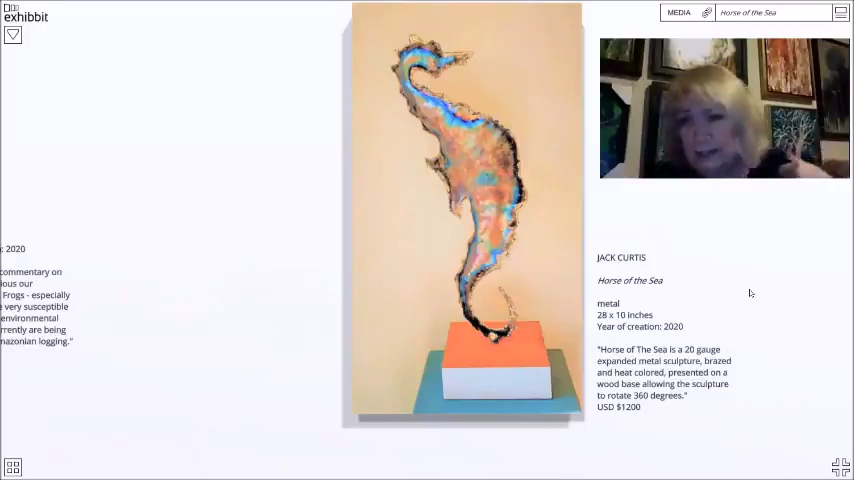 exhibbit
MEDIA
Horse of the Sea
: 2020
commentary on
ious our
Frogs - especially
very susceptible
environmental
rrently are being
mazonian logging."
JACK CURTIS
Horse of the Sea
metal
28 x 10 inches
Year of creation: 2020
"Horse of The Sea is a 20 gauge
expanded metal sculpture, brazed
and heat colored, presented on a
wood base allowing the sculpture
to rotate 360 degrees."
USD $1200